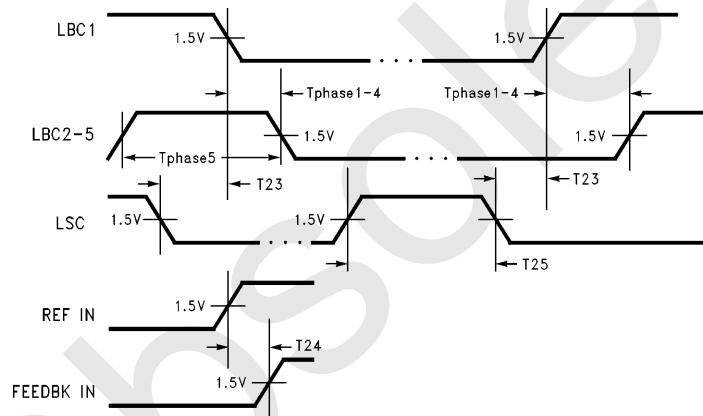 LBC1
1.5V
1.5V
Tphase1-4
Tphase1-4
LBC2-5
1.5V
1.5V
Tphase5
T23
T23
LSC
1.5V
1.5V
T25
REF IN
1.5V
T24
FEEDBK IN
1.5V